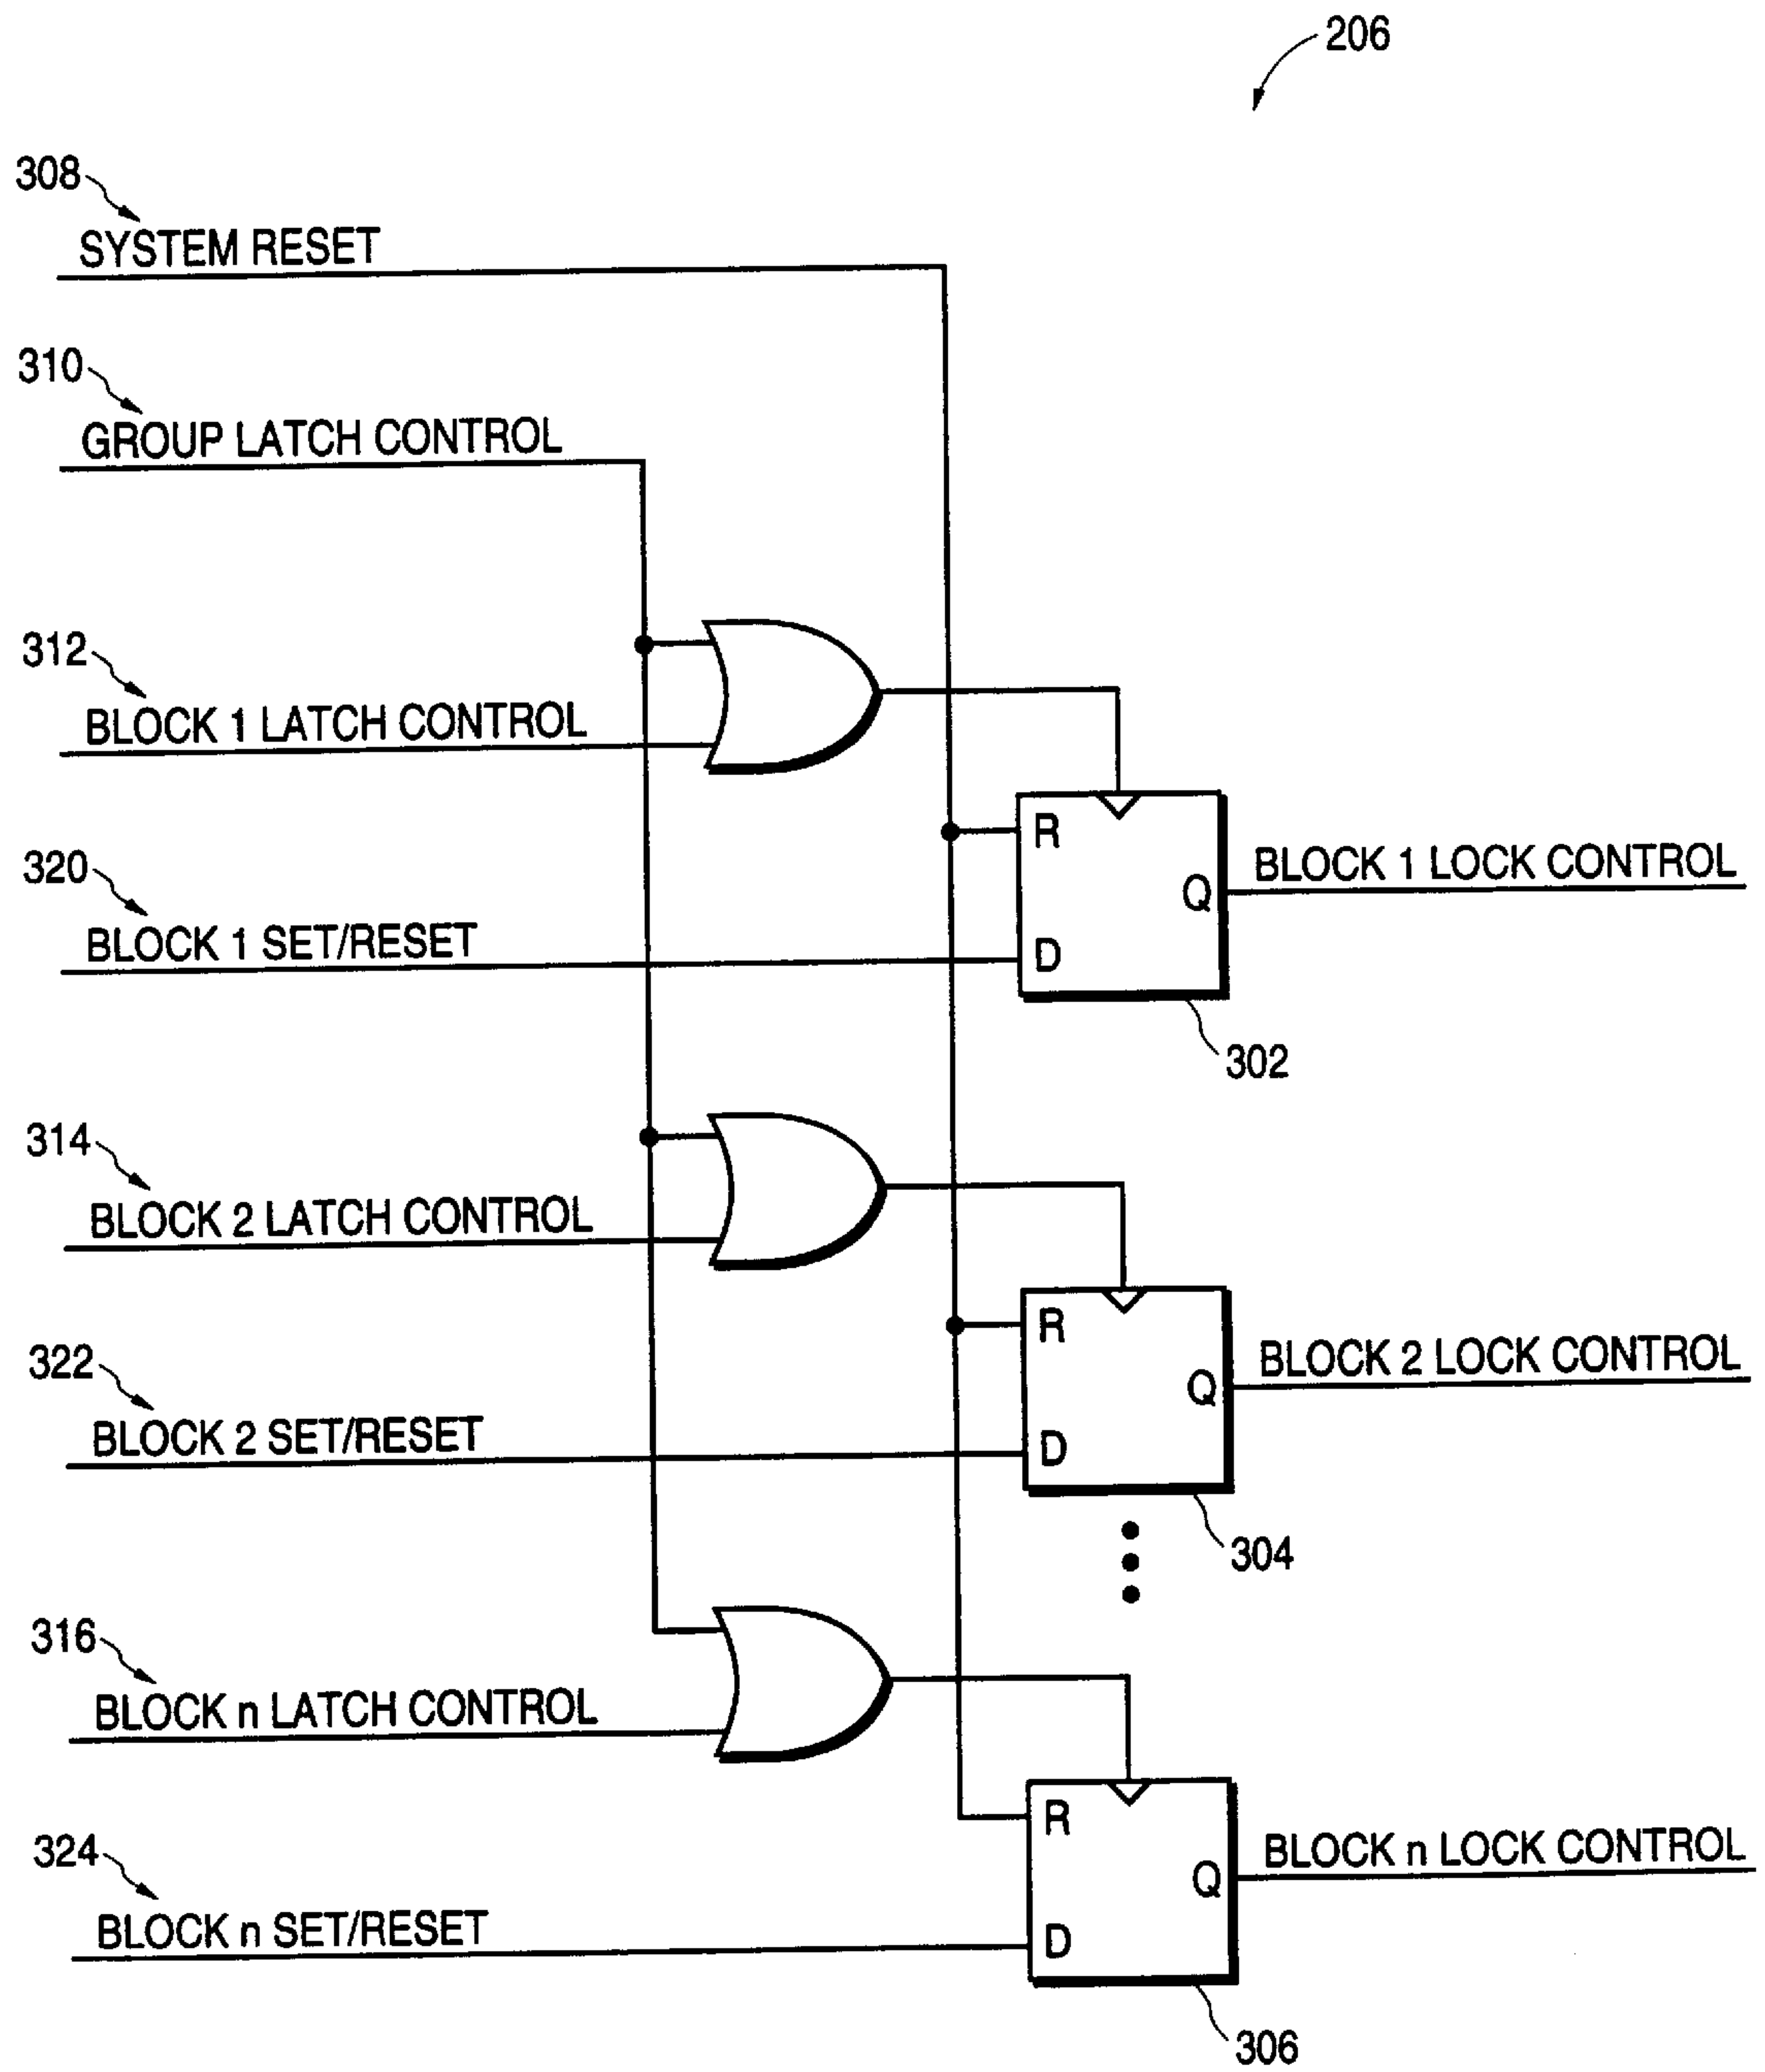 206
308
SYSTEM RESET
310
GROUP LATCH CONTROL
312
BLOCK 1 LATCH CONTROL
R
320
BLOCK 1 LOCK CONTROL
Q
BLOCK 1 SET/RESET
D
302
314
BLOCK 2 LATCH CONTROL
R
322
BLOCK 2 LOCK CONTROL
Q
BLOCK 2 SET/RESET
D
304
316
BLOCK n LATCH CONTROL
R
324
BLOCK n LOCK CONTROL
Q
BLOCK n SET/RESET
D
306